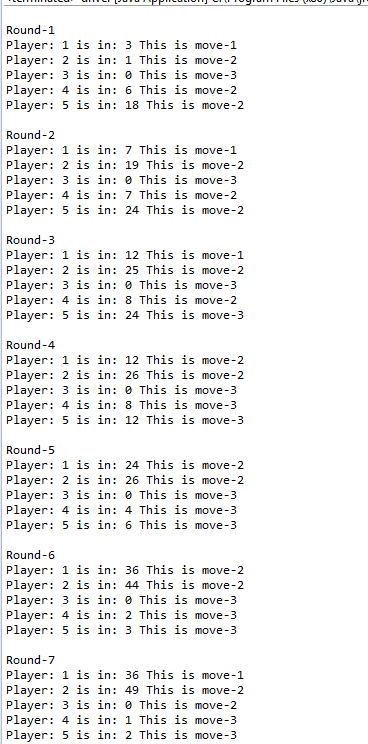 Round-1
Player: 1 is in: 3 This is move-1
Player: 2 is in: 1 This is move-2
Player: 3 is in: 0 This is move-3
Player: 4 is in: 6 This is move-2
Player: 5 is in: 18 This is move-2
Round-2
Player: 1 is in: 7 This is move-1
Player: 2 is in: 19 This is move-2
Player: 3 is in: 0 This is move-3
Player: 4 is in: 7 This is move-2
Player: 5 is in: 24 This is move-2
Round-3
Player: 1 is in: 12 This is move-1
Player: 2 is in: 25 This is move-2
Player: 3 is in: 0 This is move-3
Player: 4 is in: 8 This is move-2
Player: 5 is in: 24 This is move-3
Round-4
Player: 1 is in: 12 This is move-2
Player: 2 is in: 26 This is move-2
Player: 3 is in: 0 This is move-3
Player: 4 is in: 8 This is move-3
Player: 5 is in: 12 This is move-3
Round-5
Player: 1 is in: 24 This is move-2
Player: 2 is in: 26 This is move-2
Player: 3 is in: 0 This is move-3
Player: 4 is in: 4 This is move-3
Player: 5 is in: 6 This is move-3
Round-6
Player: 1 is in: 36 This is move-2
Player: 2 is in: 44 This is move-2
Player: 3 is in: 0 This is move-3
Player: 4 is in: 2 This is move-3
Player: 5 is in: 3 This is move-3
Round-7
Player: 1 is in: 36 This is move-1
Player: 2 is in: 49 This is move-2
Player: 3 is in: 0 This is move-2
Player: 4 is in: 1 This is move-3
Player: 5 is in: 2 This is move-3